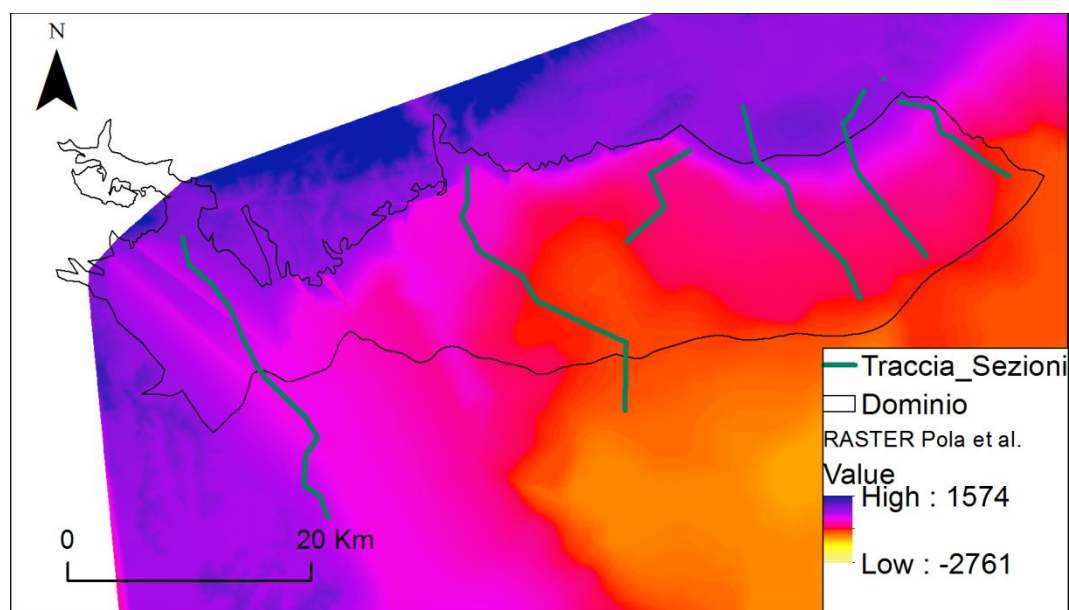 N
0 20 Km
Traccia_Sezioni
Dominio
RASTER Pola et al.
Value
High : 1574
Low : -2761